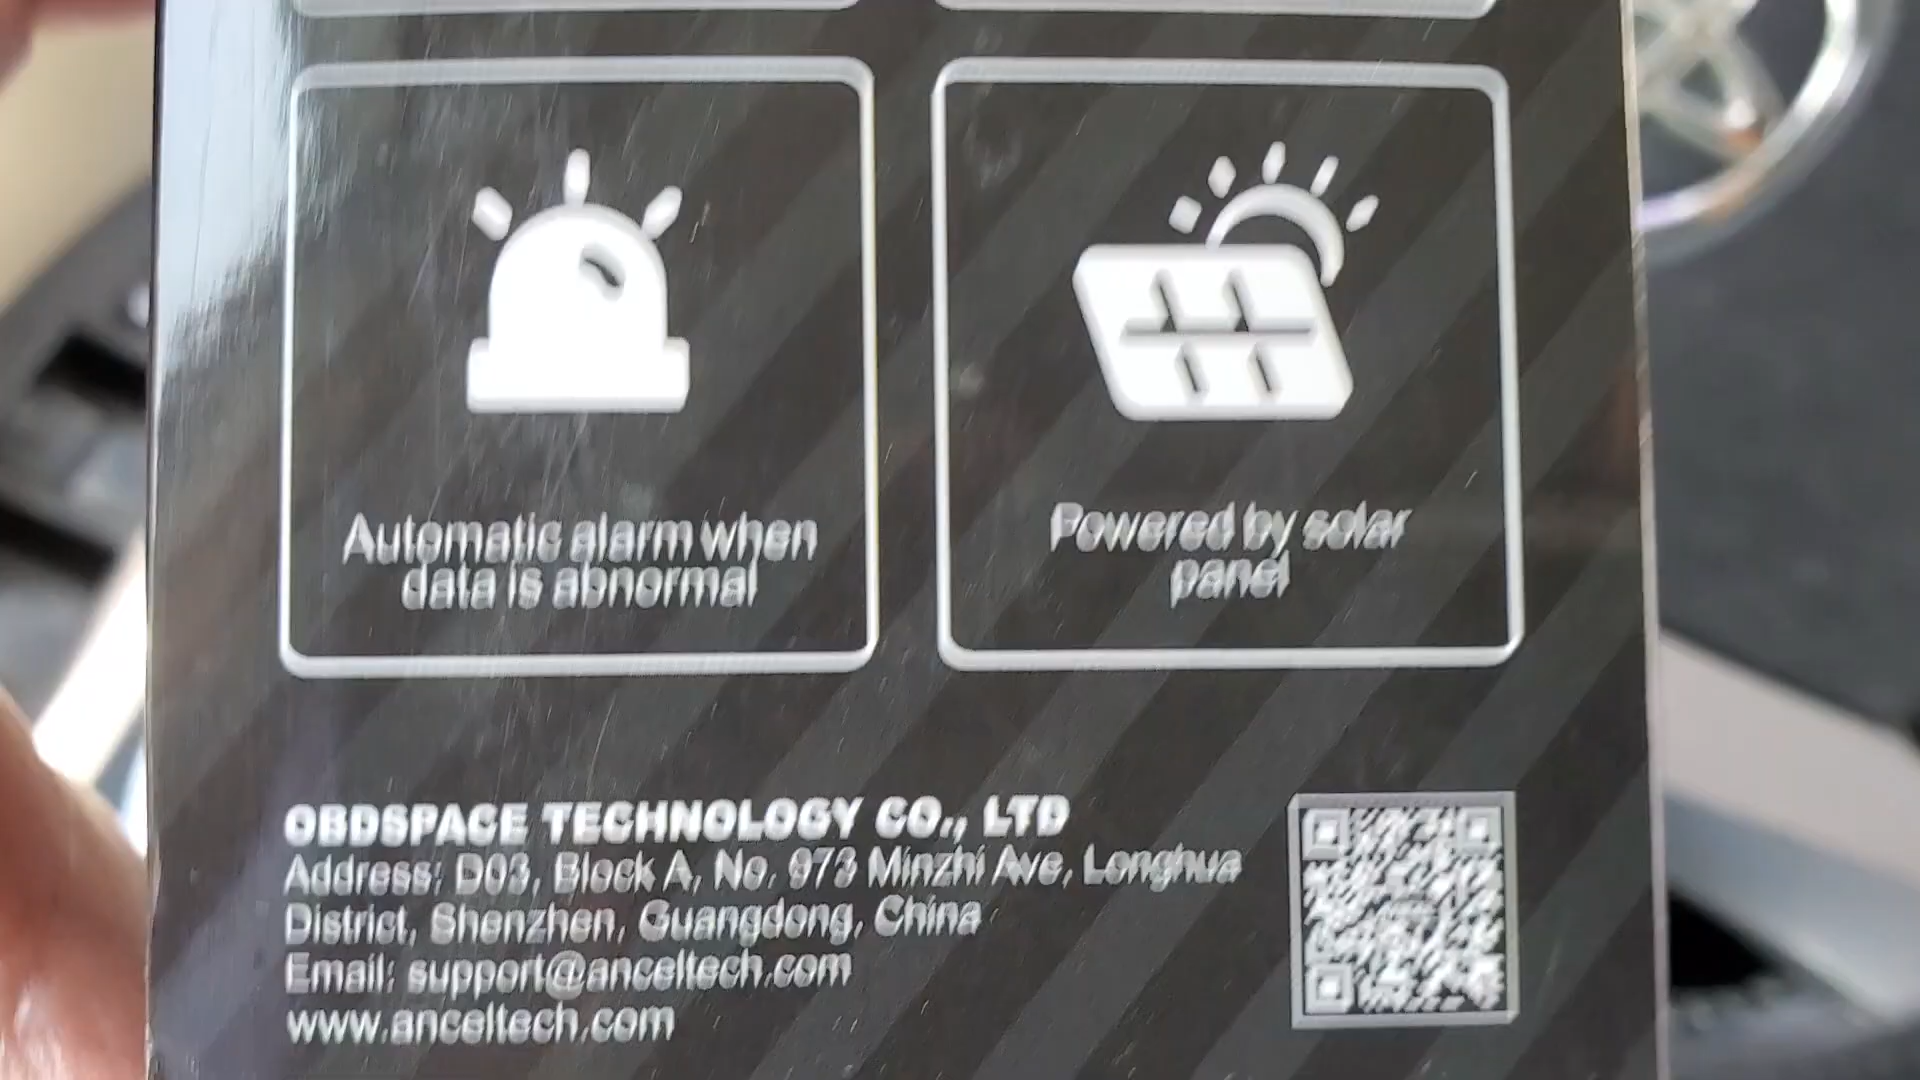 Automatic alarm when
data is abnormal
Powered by solar
panel
OBDSPACE TECHNOLOGY CO., LTD
Address: D03, Block A, No. 973 Minzhi Ave, Longhua
District, Shenzhen, Guangdong, China
Email: support@anceltech.com
www.anceltech.com